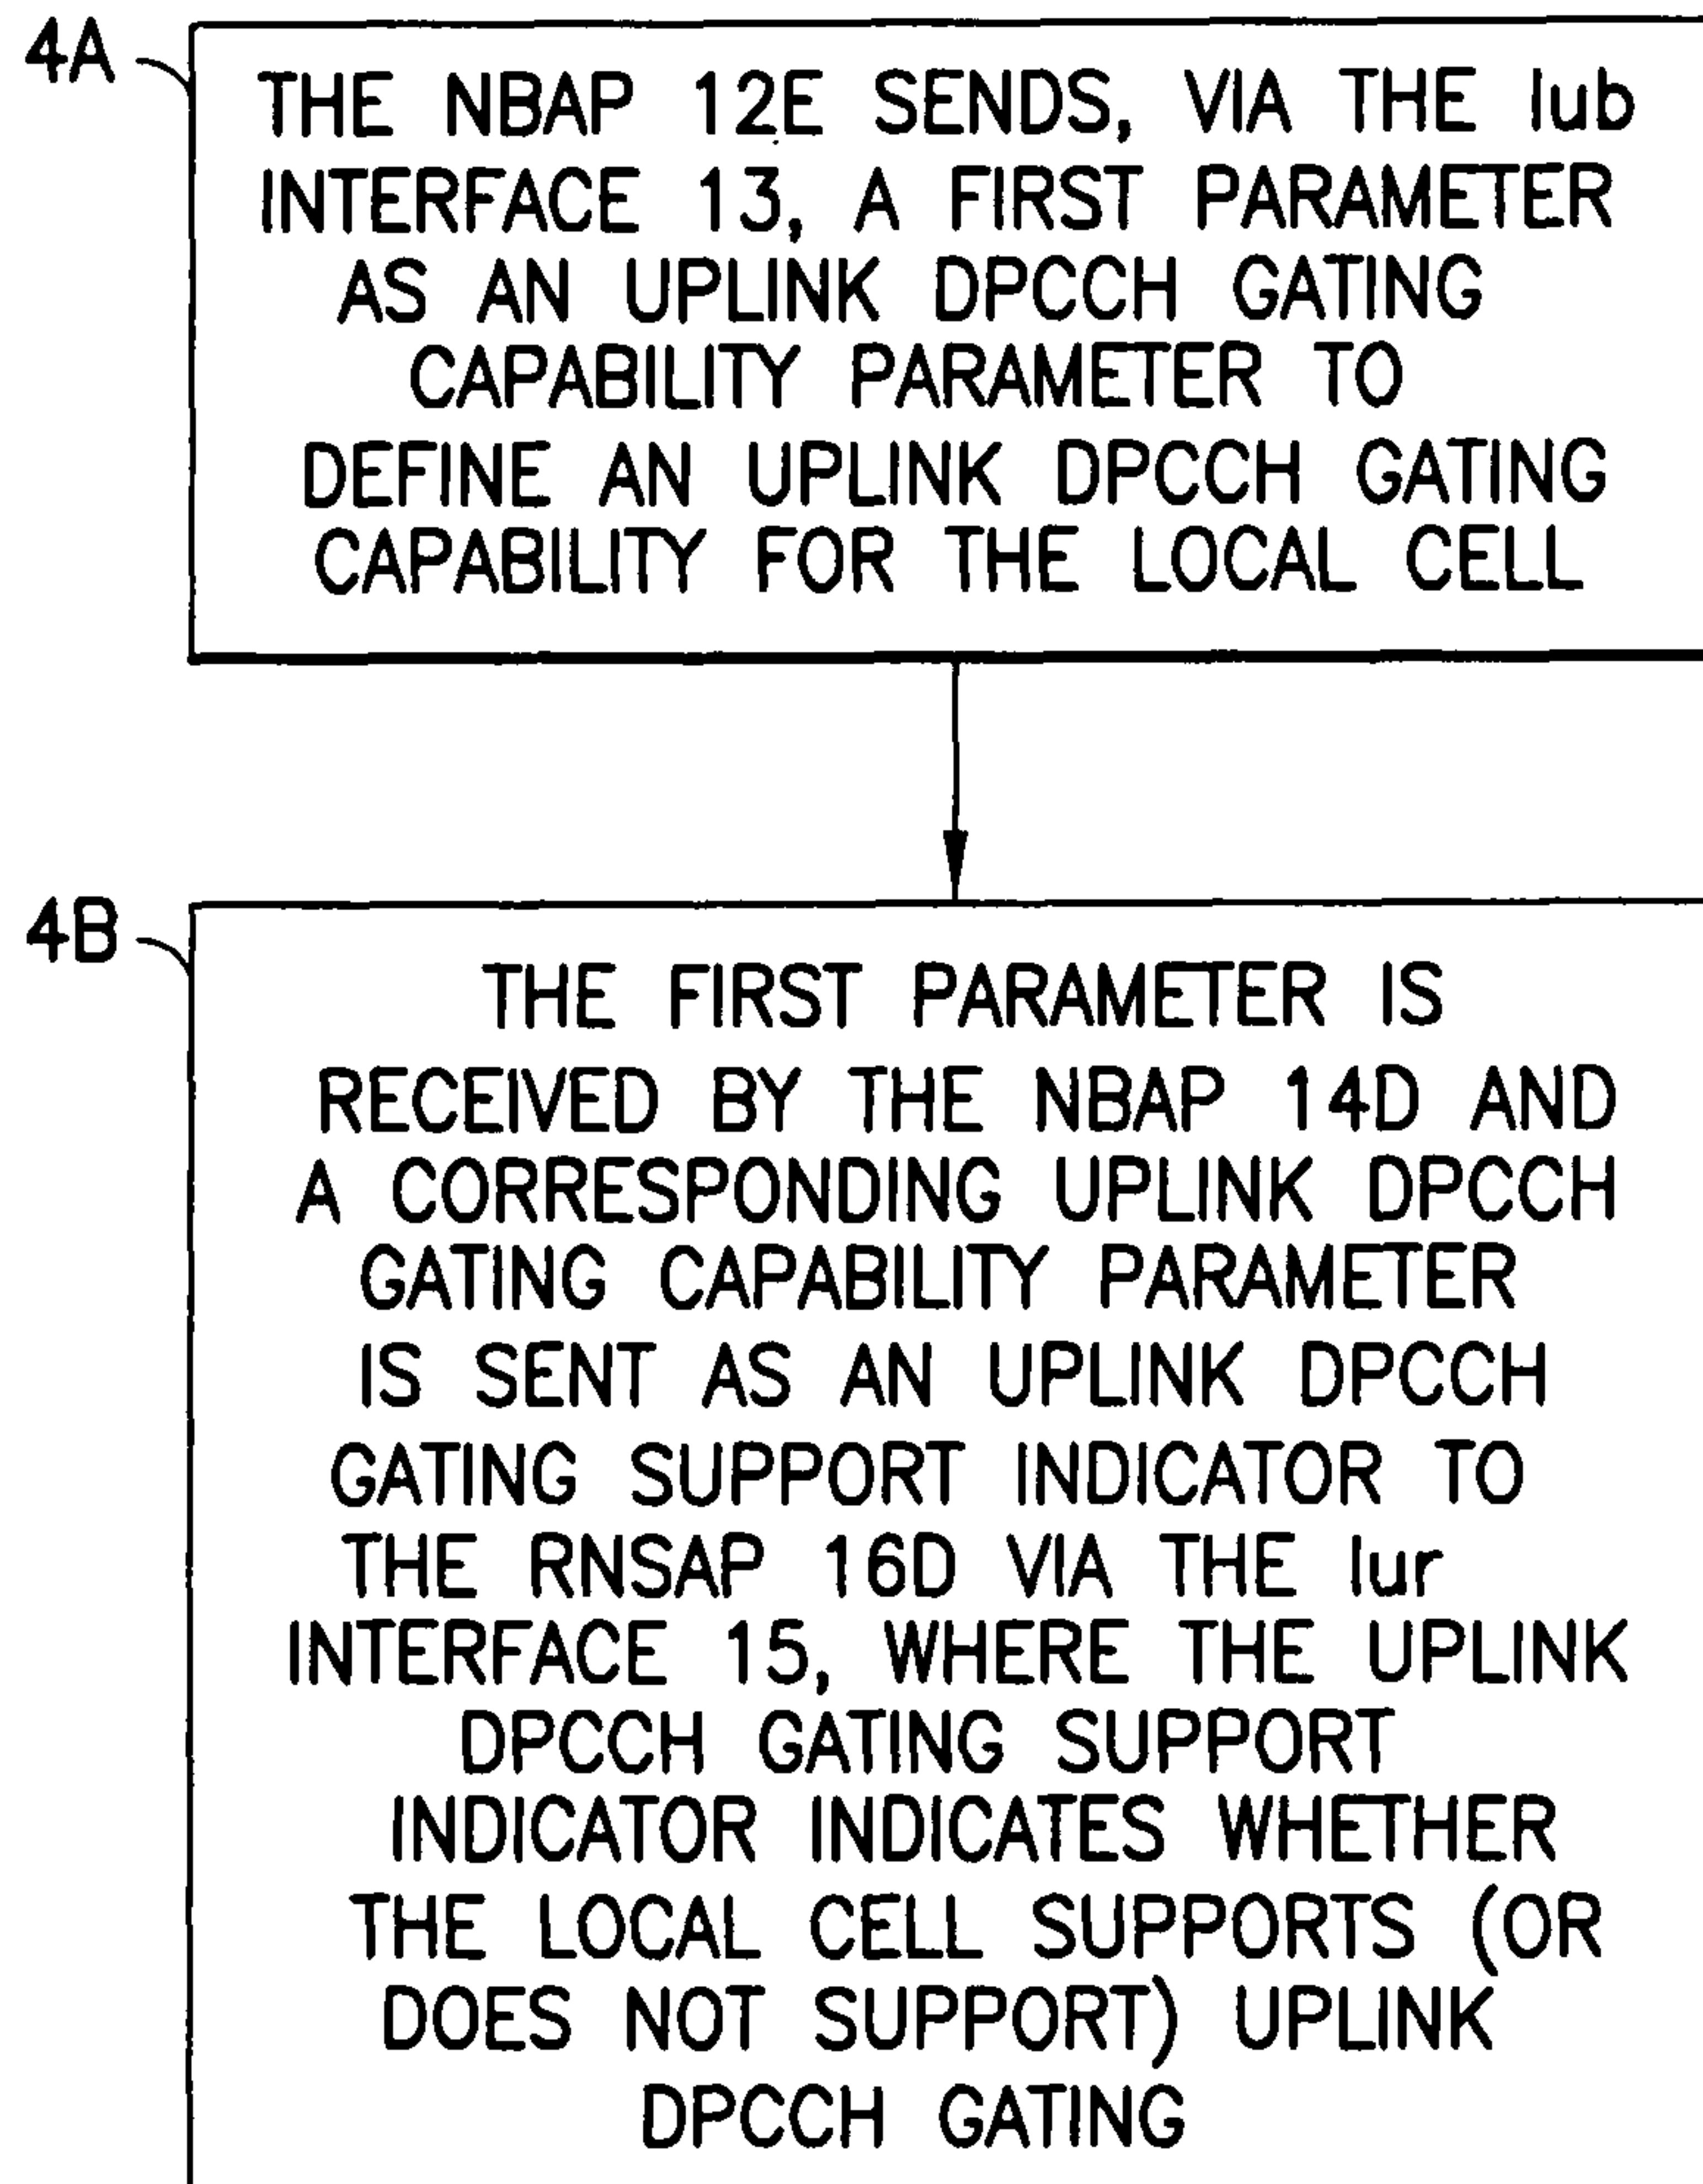 4A
THE NBAP 12E SENDS, VIA THE Iub
INTERFACE 13, A FIRST PARAMETER
AS AN UPLINK DPCCH GATING
CAPABILITY PARAMETER TO
DEFINE AN UPLINK DPCCH GATING
CAPABILITY FOR THE LOCAL CELL
4B
THE FIRST PARAMETER IS
RECEIVED BY THE NBAP 14D AND
A CORRESPONDING UPLINK DPCCH
GATING CAPABILITY PARAMETER
IS SENT AS AN UPLINK DPCCH
GATING SUPPORT INDICATOR TO
THE RNSAP 16D VIA THE Iur
INTERFACE 15, WHERE THE UPLINK
DPCCH GATING SUPPORT
INDICATOR INDICATES WHETHER
THE LOCAL CELL SUPPORTS (OR
DOES NOT SUPPORT) UPLINK
DPCCH GATING